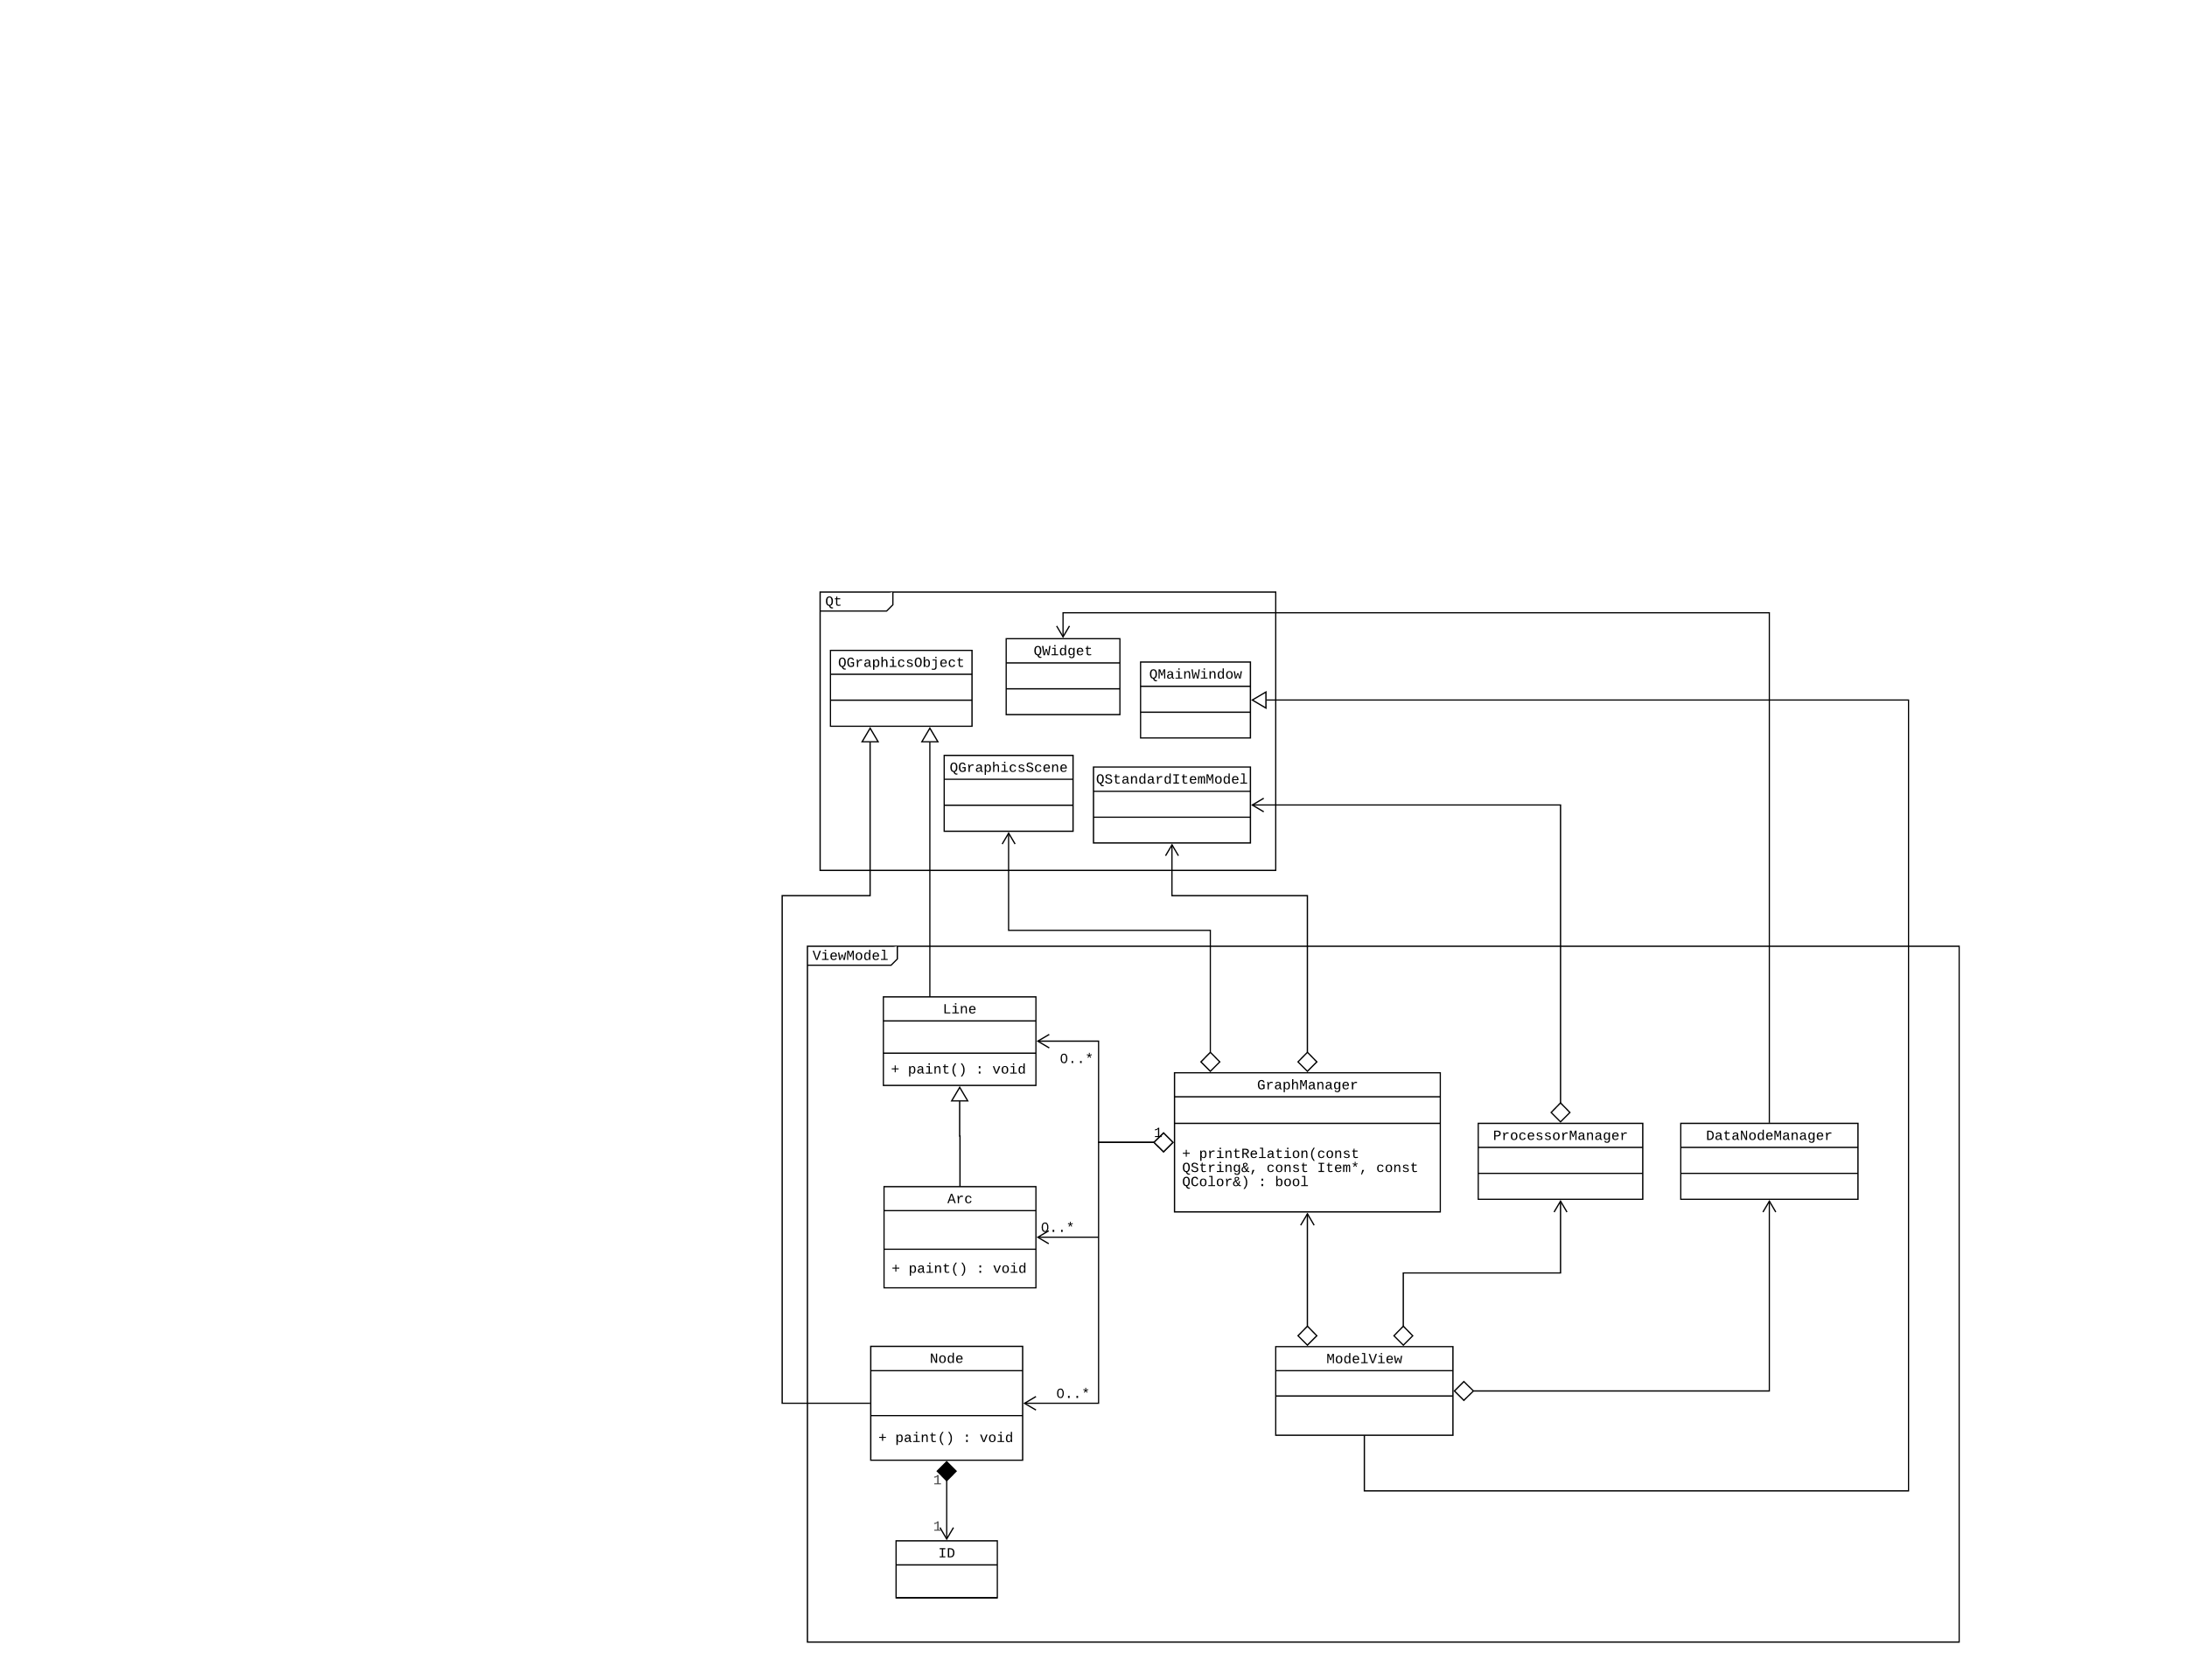 Qt
QWidget
QGraphicsObject
QMainWindow
QGraphicsScene
QStandardItemModel
ViewModel
Line
+ paint() : void
0..*
GraphManager
+ printRelation(const
QString&, const Item*, const
QColor&) : bool
1
ProcessorManager
DataNodeManager
Arc
+ paint() : void
0..*
Node
+ paint() : void
0..*
ModelView
1
1
ID